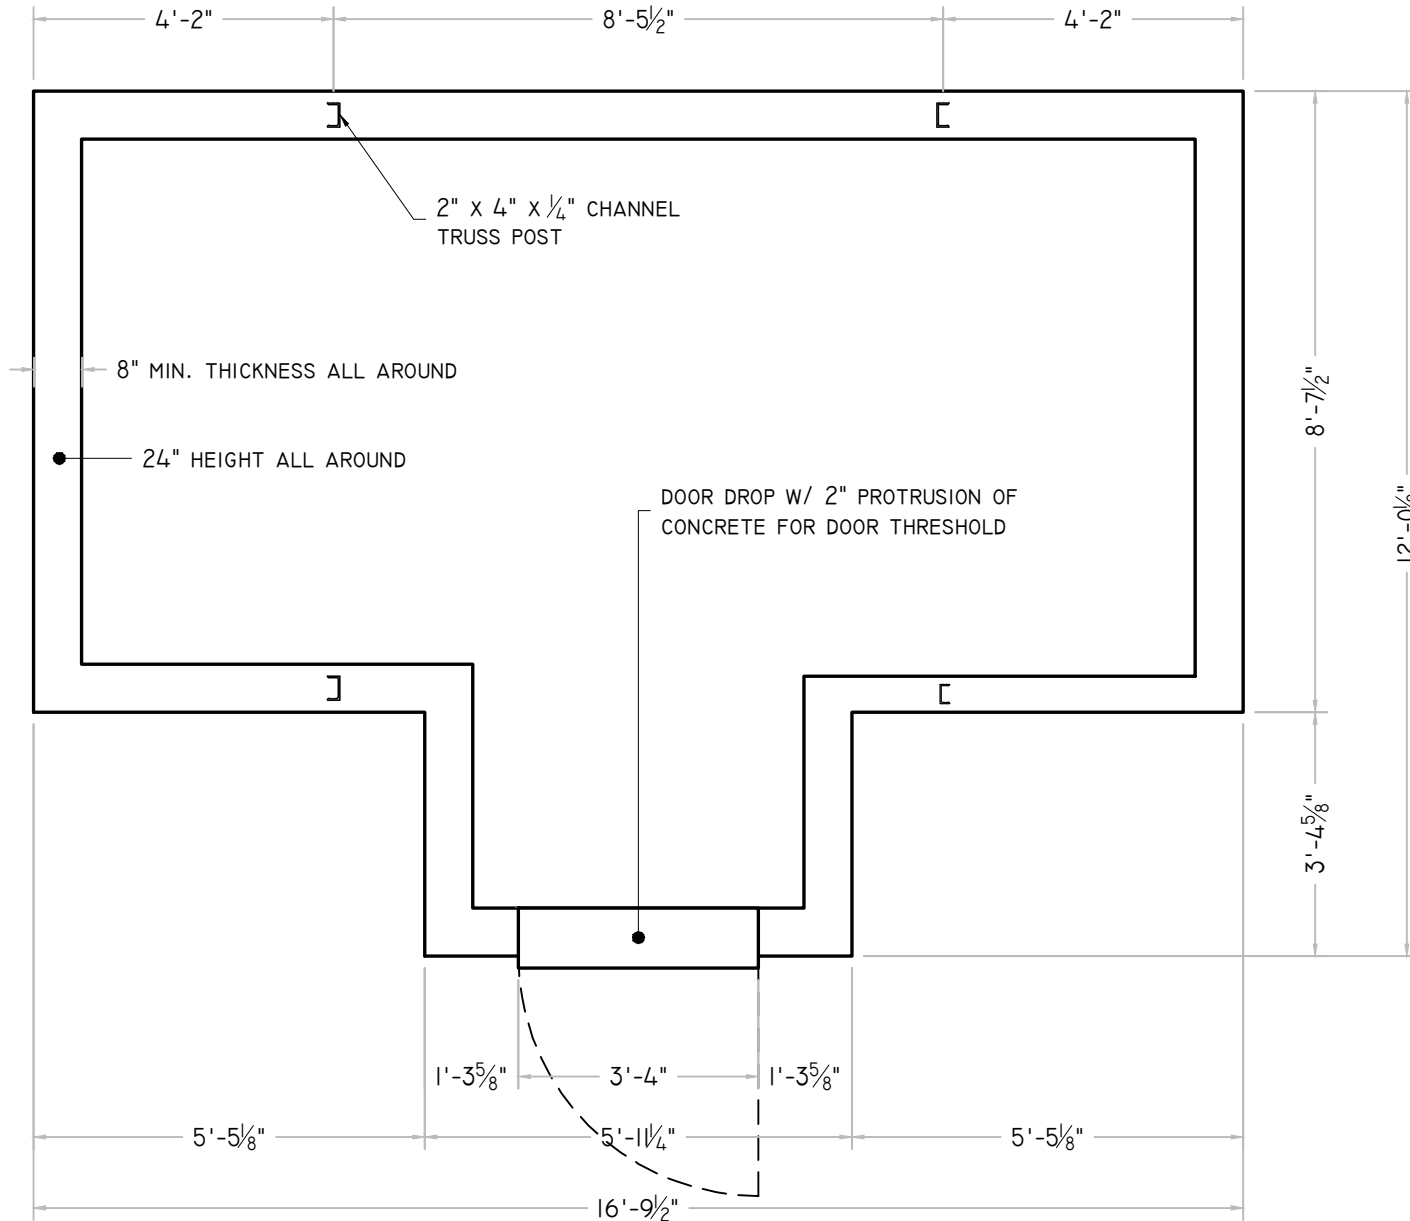 4'-2" 8'-5½" 4'-2"
2" X 4" X ¼" CHANNEL
TRUSS POST
8" MIN. THICKNESS ALL AROUND
8'-7½"
24" HEIGHT ALL AROUND
DOOR DROP W/ 2" PROTRUSION OF
CONCRETE FOR DOOR THRESHOLD
3'-4⅝"
1'-3⅝" 3'-4" 1'-3⅝"
5'-5⅛" 5'-11¼" 5'-5⅛"
16'-9½"